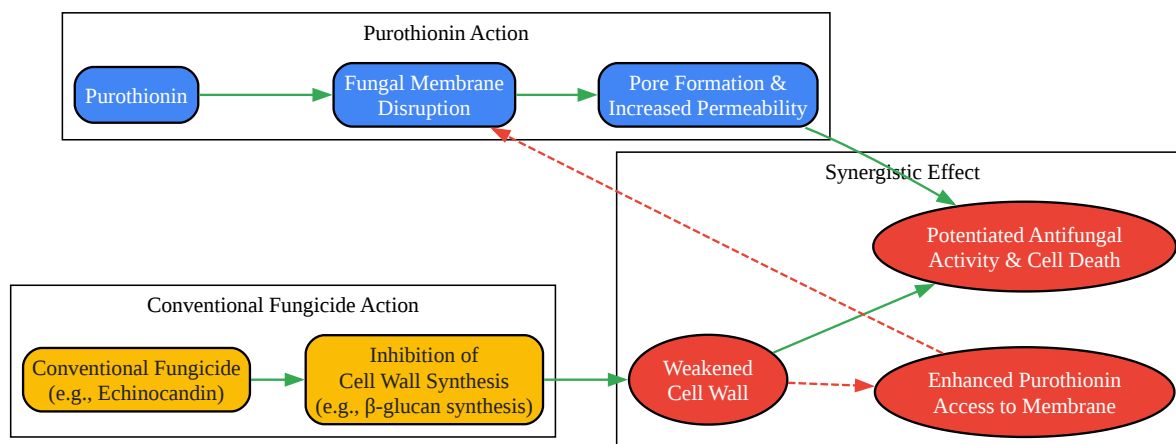 Purothionin Action
Purothionin
Fungal Membrane
Disruption
Pore Formation &
Increased Permeability
Synergistic Effect
Potentiated Antifungal
Activity & Cell Death
Conventional Fungicide Action
Conventional Fungicide
(e.g., Echinocandin)
Inhibition of
Cell Wall Synthesis
(e.g., β-glucan synthesis)
Weakened
Cell Wall
Enhanced Purothionin
Access to Membrane